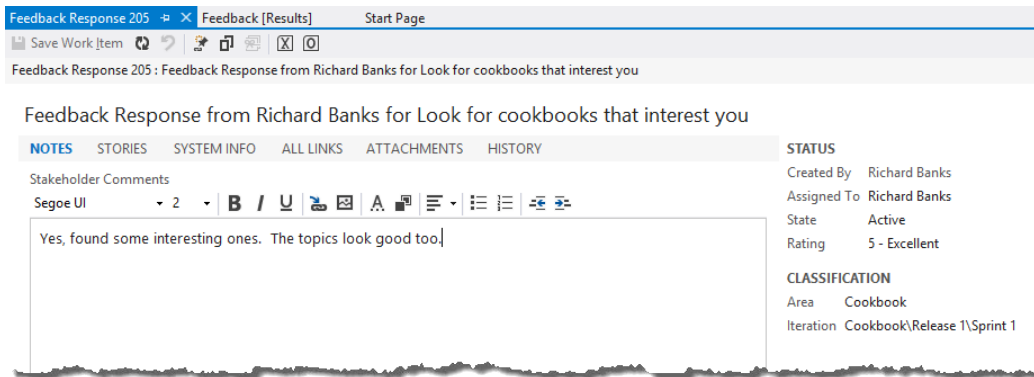 Feedback Response 205 Feedback [Results] Start Page
Save Work Item
Feedback Response 205 : Feedback Response from Richard Banks for Look for cookbooks that interest you
Feedback Response from Richard Banks for Look for cookbooks that interest you
NOTES STORIES SYSTEM INFO ALL LINKS ATTACHMENTS HISTORY
Stakeholder Comments
Segoe UI 2 B I U A
Yes, found some interesting ones.  The topics look good too.
STATUS
Created By Richard Banks
Assigned To Richard Banks
State Active
Rating 5 - Excellent
CLASSIFICATION
Area Cookbook
Iteration Cookbook\Release 1\Sprint 1